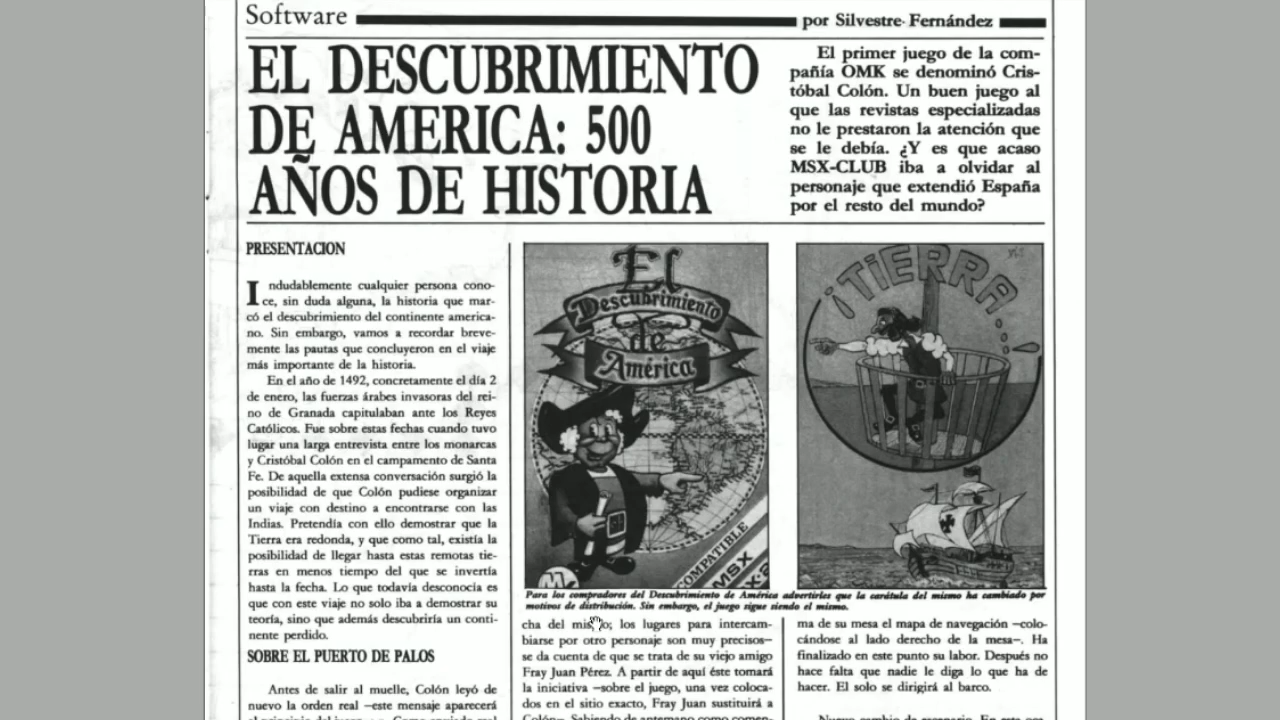 Software
por Silvestre Fernández
EL DESCUBRIMIENTO
DE AMERICA: 500
AÑOS DE HISTORIA
El primer juego de la com-
pañía OMK se denominó Cris-
tóbal Colón. Un buen juego al
que las revistas especializadas
no le prestaron la atención que
se le debía. ¿Y es que acaso
MSX-CLUB iba a olvidar al
personaje que extendió España
por el resto del mundo?
PRESENTACION
Indudablemente cualquier persona cono-
ce, sin duda alguna, la historia que mar-
có el descubrimiento del continente america-
no. Sin embargo, vamos a recordar breve-
mente las pautas que concluyeron en el viaje
más importante de la historia.
En el año de 1492, concretamente el día 2
de enero, las fuerzas árabes invasoras del rei-
no de Granada capitulaban ante los Reyes
Católicos. Fue sobre estas fechas cuando tuvo
lugar una larga entrevista entre los monarcas
y Cristóbal Colón en el campamento de Santa
Fe. De aquella extensa conversación surgió la
posibilidad de que Colón pudiese organizar
un viaje con destino a encontrarse con las
Indias. Pretendía con ello demostrar que la
Tierra era redonda, y que como tal, existía la
posibilidad de llegar hasta estas remotas tie-
rras en menos tiempo del que se invertía
hasta la fecha. Lo que todavía desconocía es
que con este viaje no solo iba a demostrar su
teoría, sino que además descubriría un conti-
nente perdido.
SOBRE EL PUERTO DE PALOS
Antes de salir al muelle, Colón leyó de
nuevo la orden real —este mensaje aparecerá
El
Descubrimiento
de
América
COMPATIBLE
MSX
¡TIERRA
Para los compradores del Descubrimiento de América advertirles que la carátula del mismo ha cambiado por
motivos de distribución. Sin embargo, el juego sigue siendo el mismo.
cha del mismo; los lugares para intercam-
biarse por otro personaje son muy precisos—
se da cuenta de que se trata de su viejo amigo
Fray Juan Pérez. A partir de aquí éste tomará
la iniciativa —sobre el juego, una vez coloca-
dos en el sitio exacto, Fray Juan sustituirá a
Colón—. Sabiendo de antemano como comen-
ma de su mesa el mapa de navegación —colo-
cándose al lado derecho de la mesa—. Ha
finalizado en este punto su labor. Después no
hace falta que nadie le diga lo que ha de
hacer. El solo se dirigirá al barco.
Nuevo cambio de escenario. En esta oca-